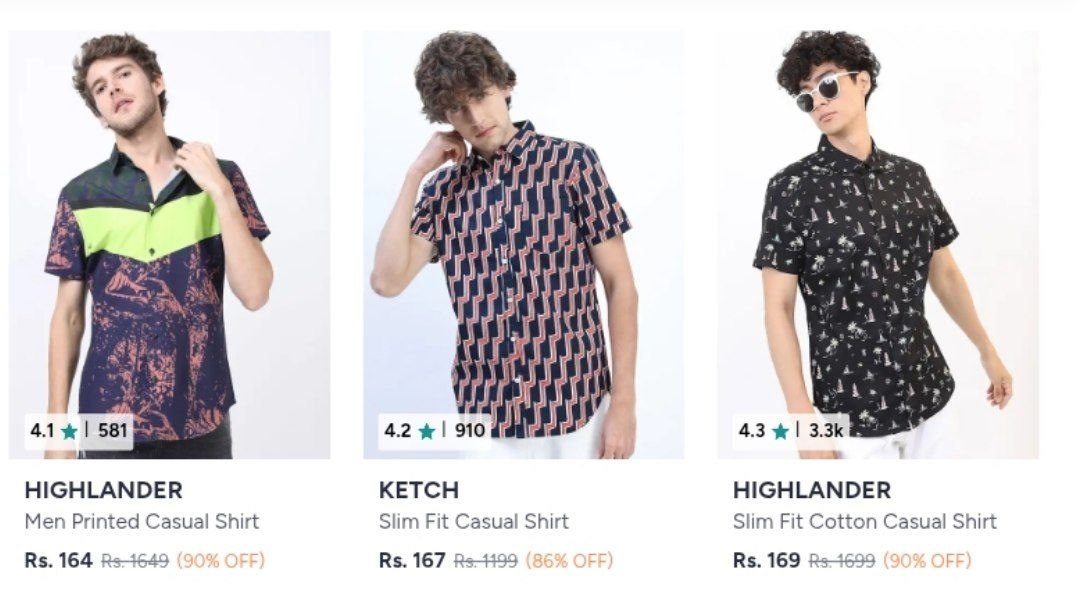 4.1 ★ | 581
HIGHLANDER
Men Printed Casual Shirt
Rs. 164 Rs. 1649 (90% OFF)
4.2 ★ | 910
KETCH
Slim Fit Casual Shirt
Rs. 167 Rs. 1199 (86% OFF)
4.3 ★ | 3.3k
HIGHLANDER
Slim Fit Cotton Casual Shirt
Rs. 169 Rs. 1699 (90% OFF)